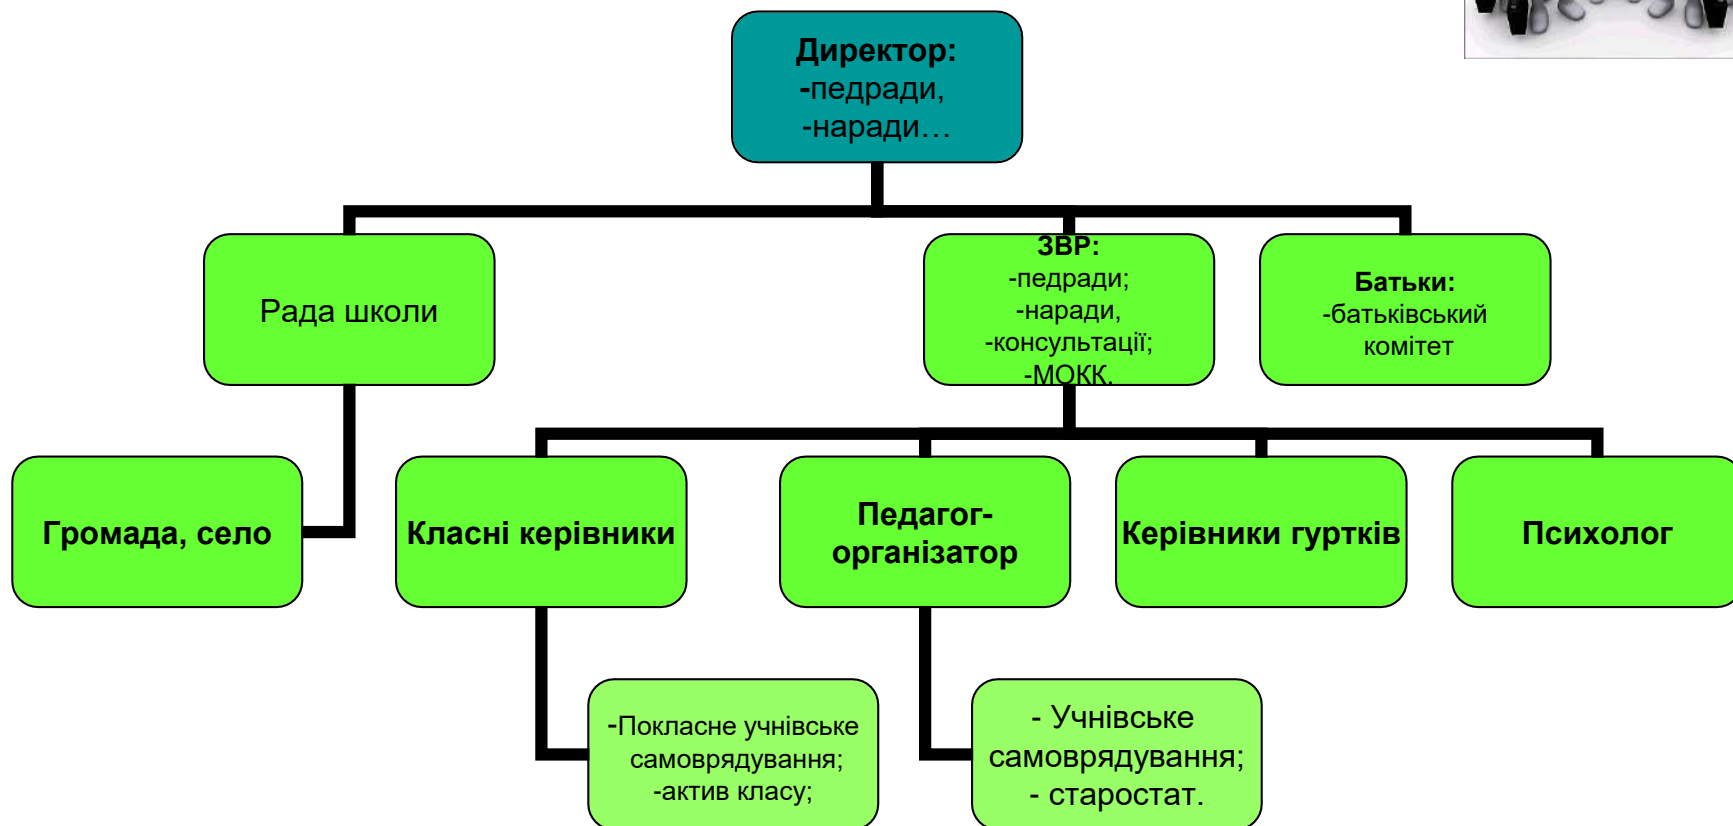 Директор:
-педради,
-наради…
Рада школи
ЗВР:
-педради;
-наради,
-консультації;
-МОКК.
Батьки:
-батьківський
комітет
Громада, село
Класні керівники
Педагог-
організатор
Керівники гуртків
Психолог
-Покласне учнівське
самоврядування;
-актив класу;
- Учнівське
самоврядування;
- старостат.